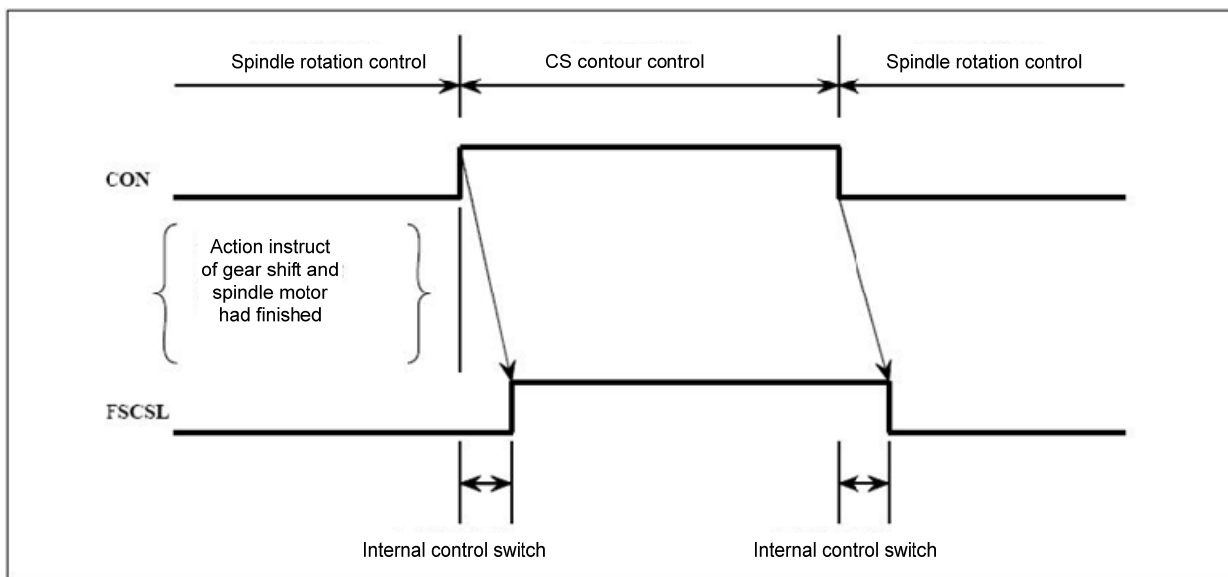 Spindle rotation control
CS contour control
Spindle rotation control
CON
Action instruct
of gear shift and
spindle motor
had finished
FSCSL
Internal control switch
Internal control switch